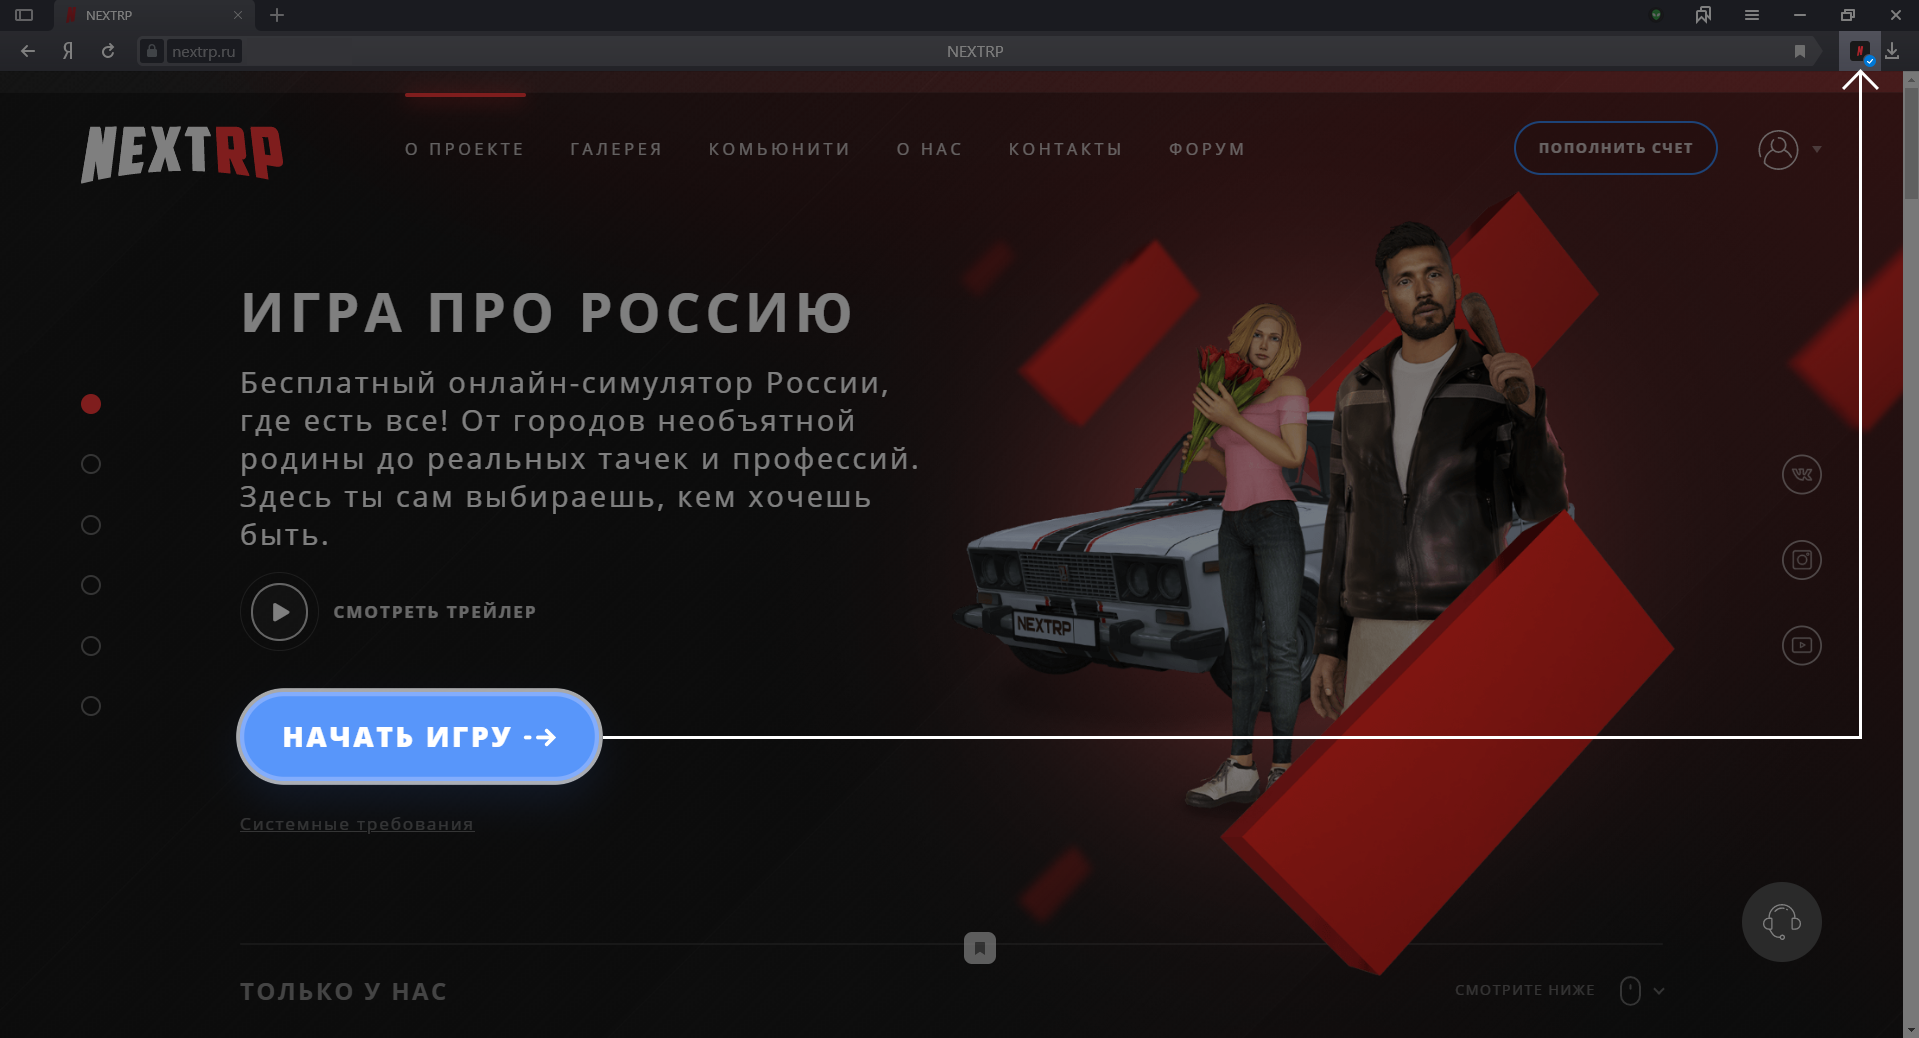 NEXTRP
nextrp.ru
NEXTRP
NEXTRP
О ПРОЕКТЕ
ГАЛЕРЕЯ
КОМЬЮНИТИ
О НАС
КОНТАКТЫ
ФОРУМ
ПОПОЛНИТЬ СЧЕТ
ИГРА ПРО РОССИЮ
Бесплатный онлайн-симулятор России,
где есть все! От городов необъятной
родины до реальных тачек и профессий.
Здесь ты сам выбираешь, кем хочешь
быть.
NEXTRP
СМОТРЕТЬ ТРЕЙЛЕР
НАЧАТЬ ИГРУ
Системные требования
ТОЛЬКО У НАС
СМОТРИТЕ НИЖЕ